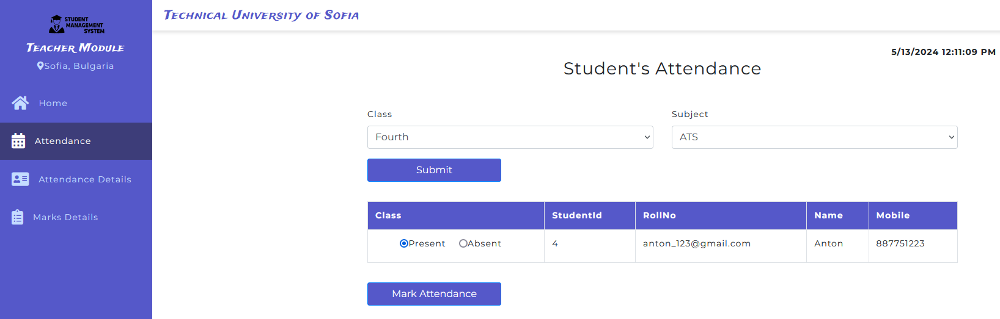 STUDENT
MANAGEMENT
SYSTEM
Teacher Module
Sofia, Bulgaria
Home
Attendance
Attendance Details
Marks Details
Technical University of Sofia
5/13/2024 12:11:09 PM
Student's Attendance
Class Subject
Fourth ATS
Submit
Class StudentId RollNo Name Mobile
Present Absent 4 anton_123@gmail.com Anton 887751223
Mark Attendance